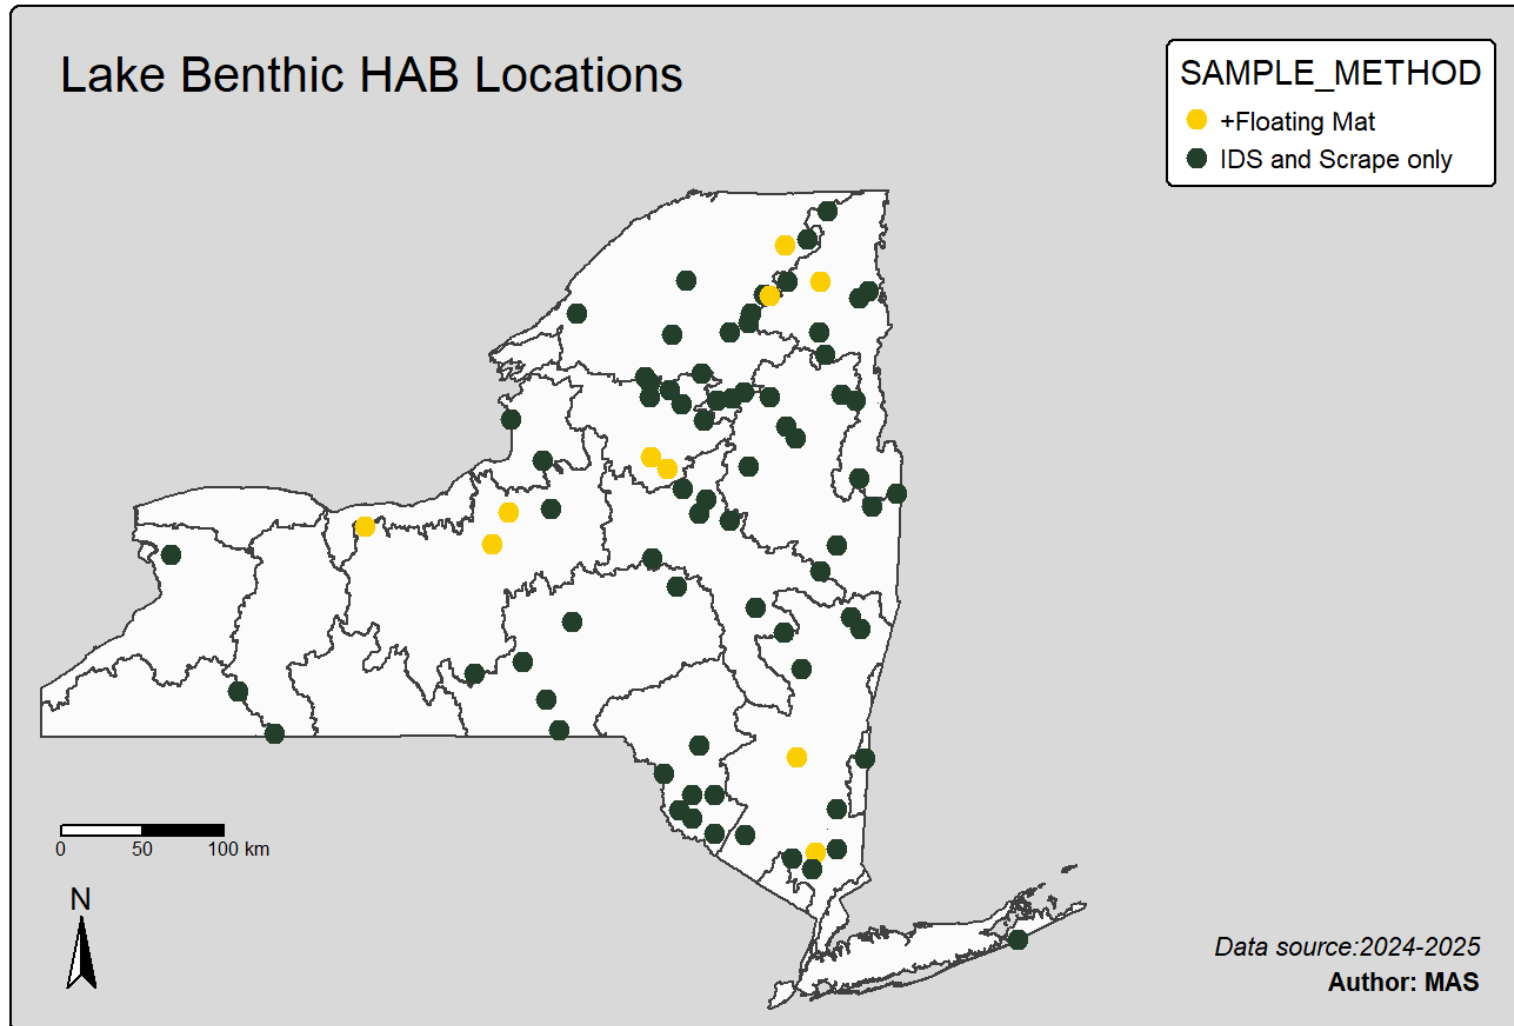 Lake Benthic HAB Locations
SAMPLE_METHOD
+Floating Mat
IDS and Scrape only
0 50 100 km
N
Data source:2024-2025
Author: MAS